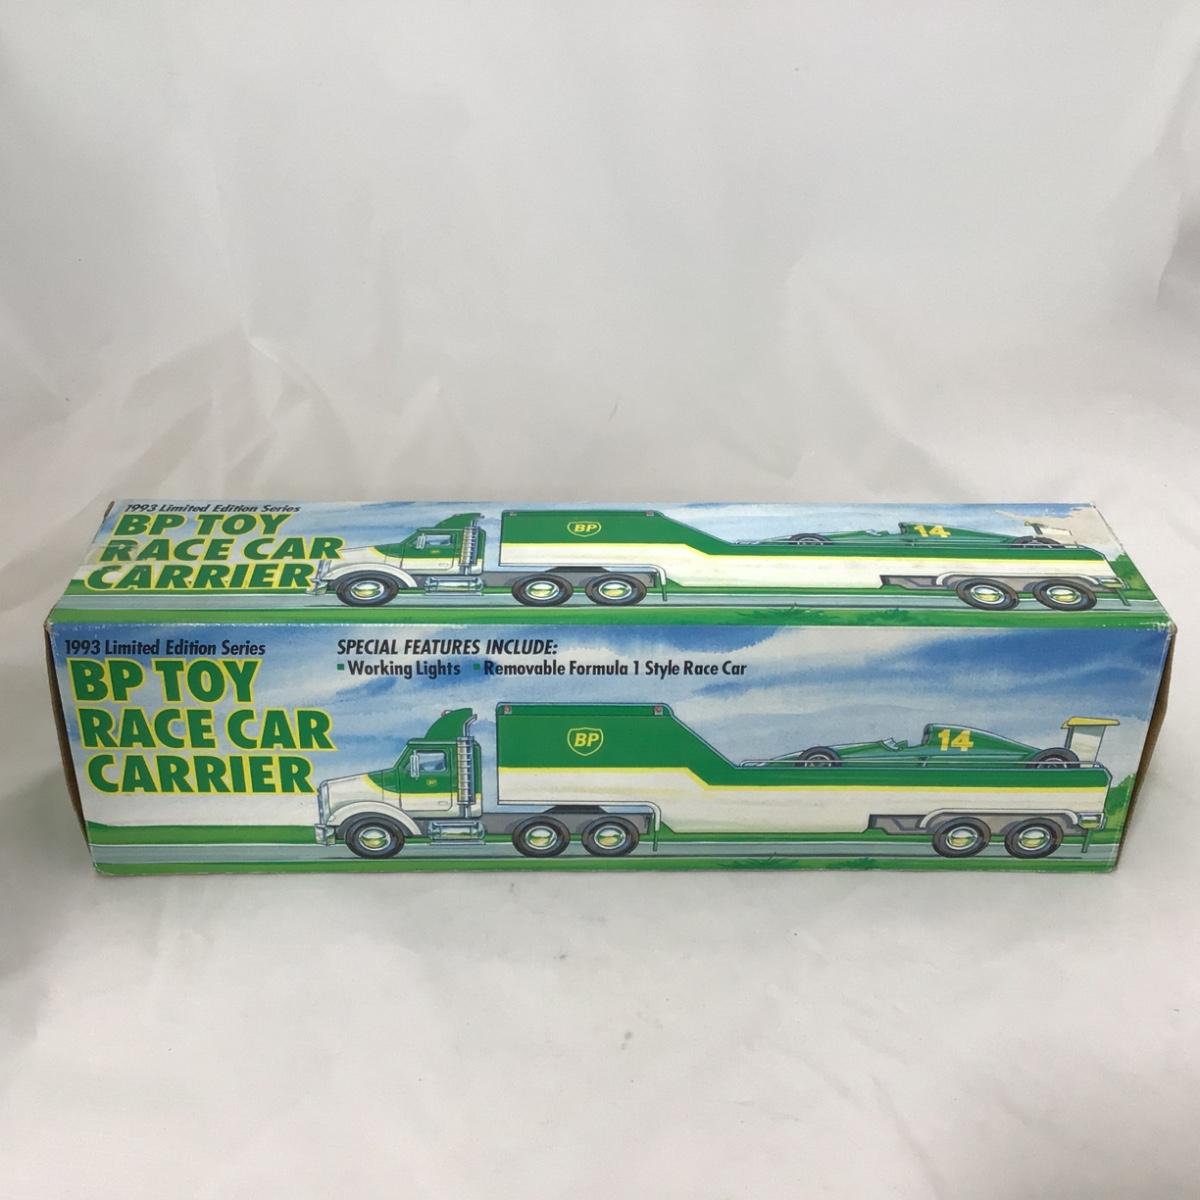 1993 Limited Edition Series
BP TOY
RACE CAR
CARRIER
BP
14
1993 Limited Edition Series
BP TOY
RACE CAR
CARRIER
SPECIAL FEATURES INCLUDE:
▪ Working Lights ▪ Removable Formula 1 Style Race Car
BP
14